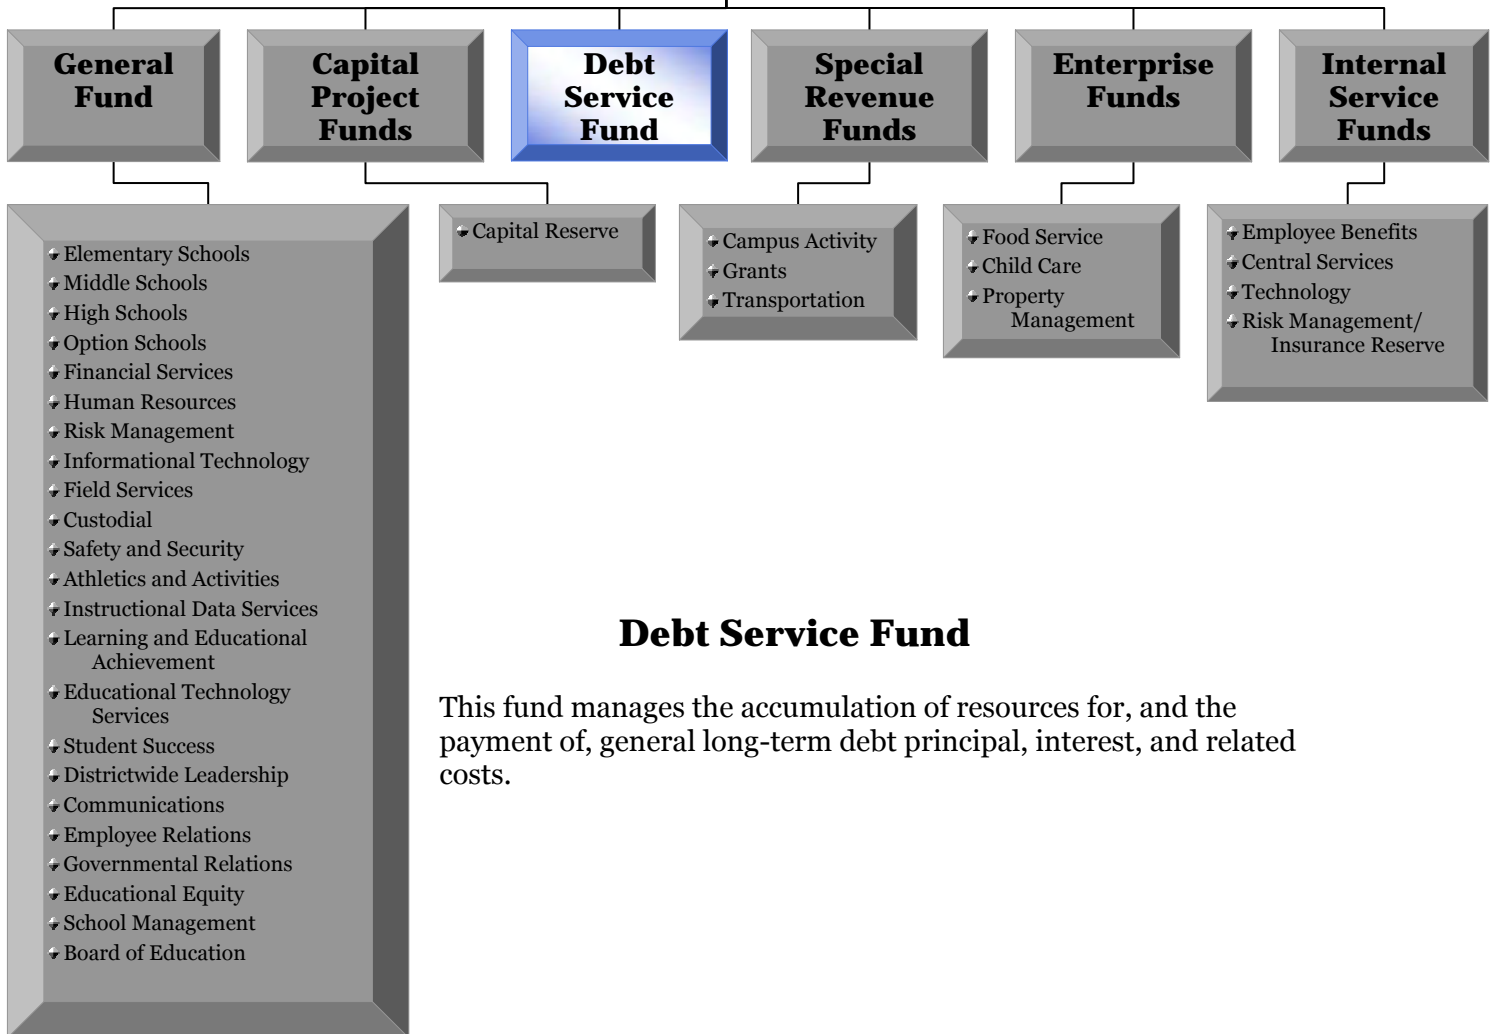 General
Fund
Capital
Project
Funds
Debt
Service
Fund
Special
Revenue
Funds
Enterprise
Funds
Internal
Service
Funds
Elementary Schools
Middle Schools
High Schools
Option Schools
Financial Services
Human Resources
Risk Management
Informational Technology
Field Services
Custodial
Safety and Security
Athletics and Activities
Instructional Data Services
Learning and Educational
Achievement
Educational Technology
Services
Student Success
Districtwide Leadership
Communications
Employee Relations
Governmental Relations
Educational Equity
School Management
Board of Education
Capital Reserve
Campus Activity
Grants
Transportation
Food Service
Child Care
Property
Management
Employee Benefits
Central Services
Technology
Risk Management/
Insurance Reserve
Debt Service Fund
This fund manages the accumulation of resources for, and the
payment of, general long-term debt principal, interest, and related
costs.